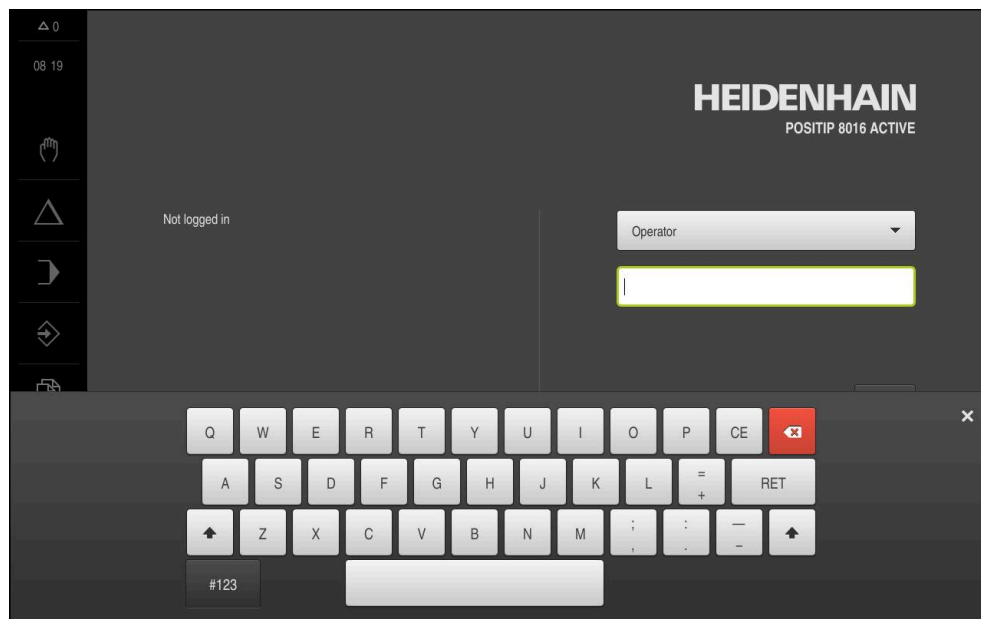 0
08 19
HEIDENHAIN
POSITIP 8016 ACTIVE
Not logged in
Operator
Q W E R T Y U I O P CE
A S D F G H J K L = + RET
Z X C V B N M ; , : . — –
#123